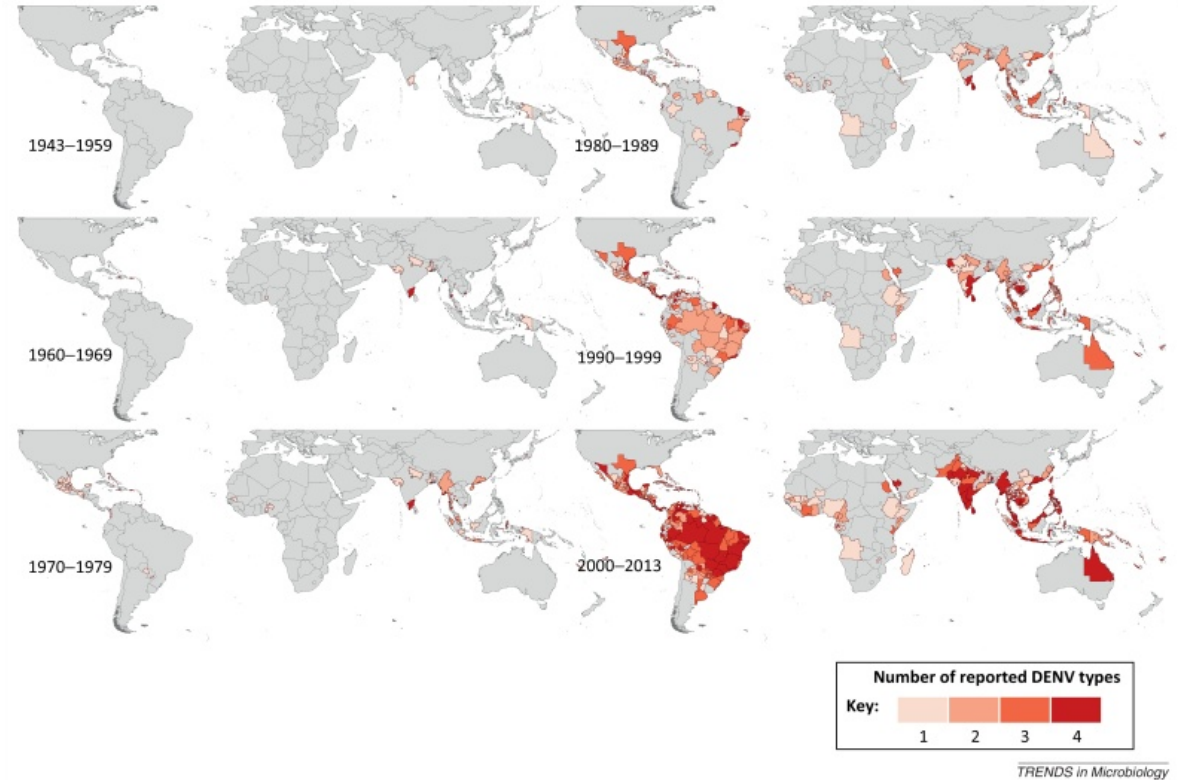 1943–1959
1980–1989
1960–1969
1990–1999
1970–1979
2000–2013
Number of reported DENV types
Key:
1 2 3 4
TRENDS in Microbiology